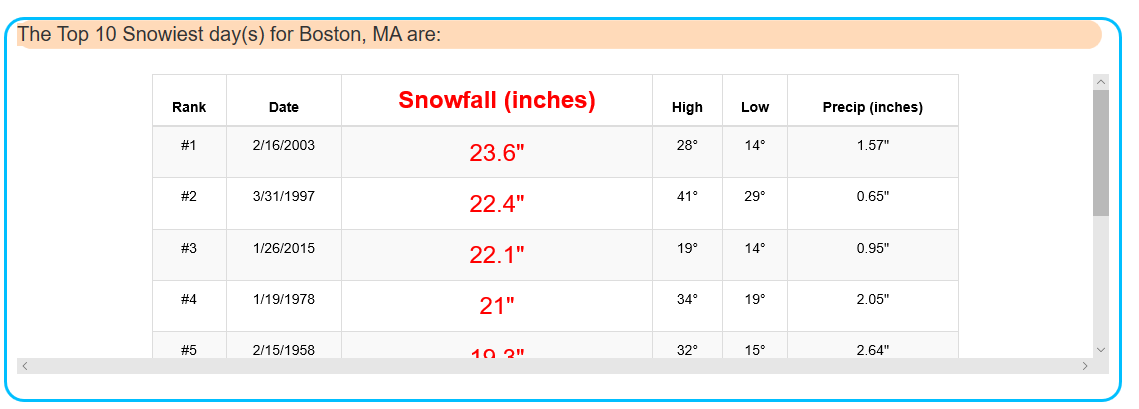 The Top 10 Snowiest day(s) for Boston, MA are:
Rank Date Snowfall (inches) High Low Precip (inches)
#1 2/16/2003 23.6" 28° 14° 1.57"
#2 3/31/1997 22.4" 41° 29° 0.65"
#3 1/26/2015 22.1" 19° 14° 0.95"
#4 1/19/1978 21" 34° 19° 2.05"
#5 2/15/1958 19.3" 32° 15° 2.64"